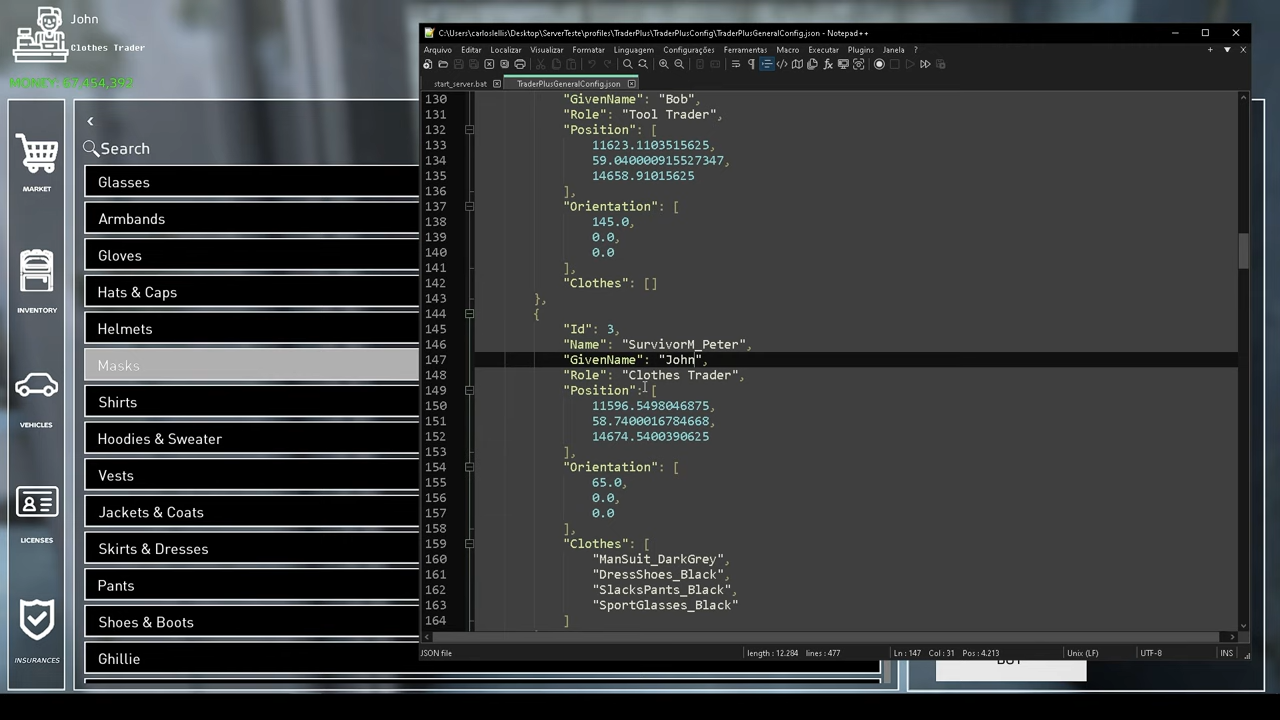 John
Clothes Trader
MONEY: 67,454,393
MARKET
INVENTORY
VEHICLES
LICENSES
INSURANCES
<
Search
Glasses
Armbands
Gloves
Hats & Caps
Helmets
Masks
Shirts
Hoodies & Sweater
Vests
Jackets & Coats
Skirts & Dresses
Pants
Shoes & Boots
Ghillie
C:\Users\carloslellis\Desktop\ServerTeste\profiles\TraderPlus\TraderPlusConfig\TraderPlusGeneralConfig.json - Notepad++
Arquivo Editar Localizar Visualizar Formatar Linguagem Configurações Ferramentas Macro Executar Plugins Janela ?
start_server.bat TraderPlusGeneralConfig.json
130 "GivenName": "Bob",
131 "Role": "Tool Trader",
132 "Position": [
133 11623.1103515625,
134 59.040000915527347,
135 14658.91015625
136 ],
137 "Orientation": [
138 145.0,
139 0.0,
140 0.0
141 ],
142 "Clothes": []
143 },
144 {
145 "Id": 3,
146 "Name": "SurvivorM_Peter",
147 "GivenName": "John",
148 "Role": "Clothes Trader",
149 "Position": [
150 11596.5498046875,
151 58.7400016784668,
152 14674.5400390625
153 ],
154 "Orientation": [
155 65.0,
156 0.0,
157 0.0
158 ],
159 "Clothes": [
160 "ManSuit_DarkGrey",
161 "DressShoes_Black",
162 "SlacksPants_Black",
163 "SportGlasses_Black"
164 ]
JSON file length : 12.284 lines : 477 Ln : 147 Col : 31 Pos : 4.213 Unix (LF) UTF-8 INS
BUY